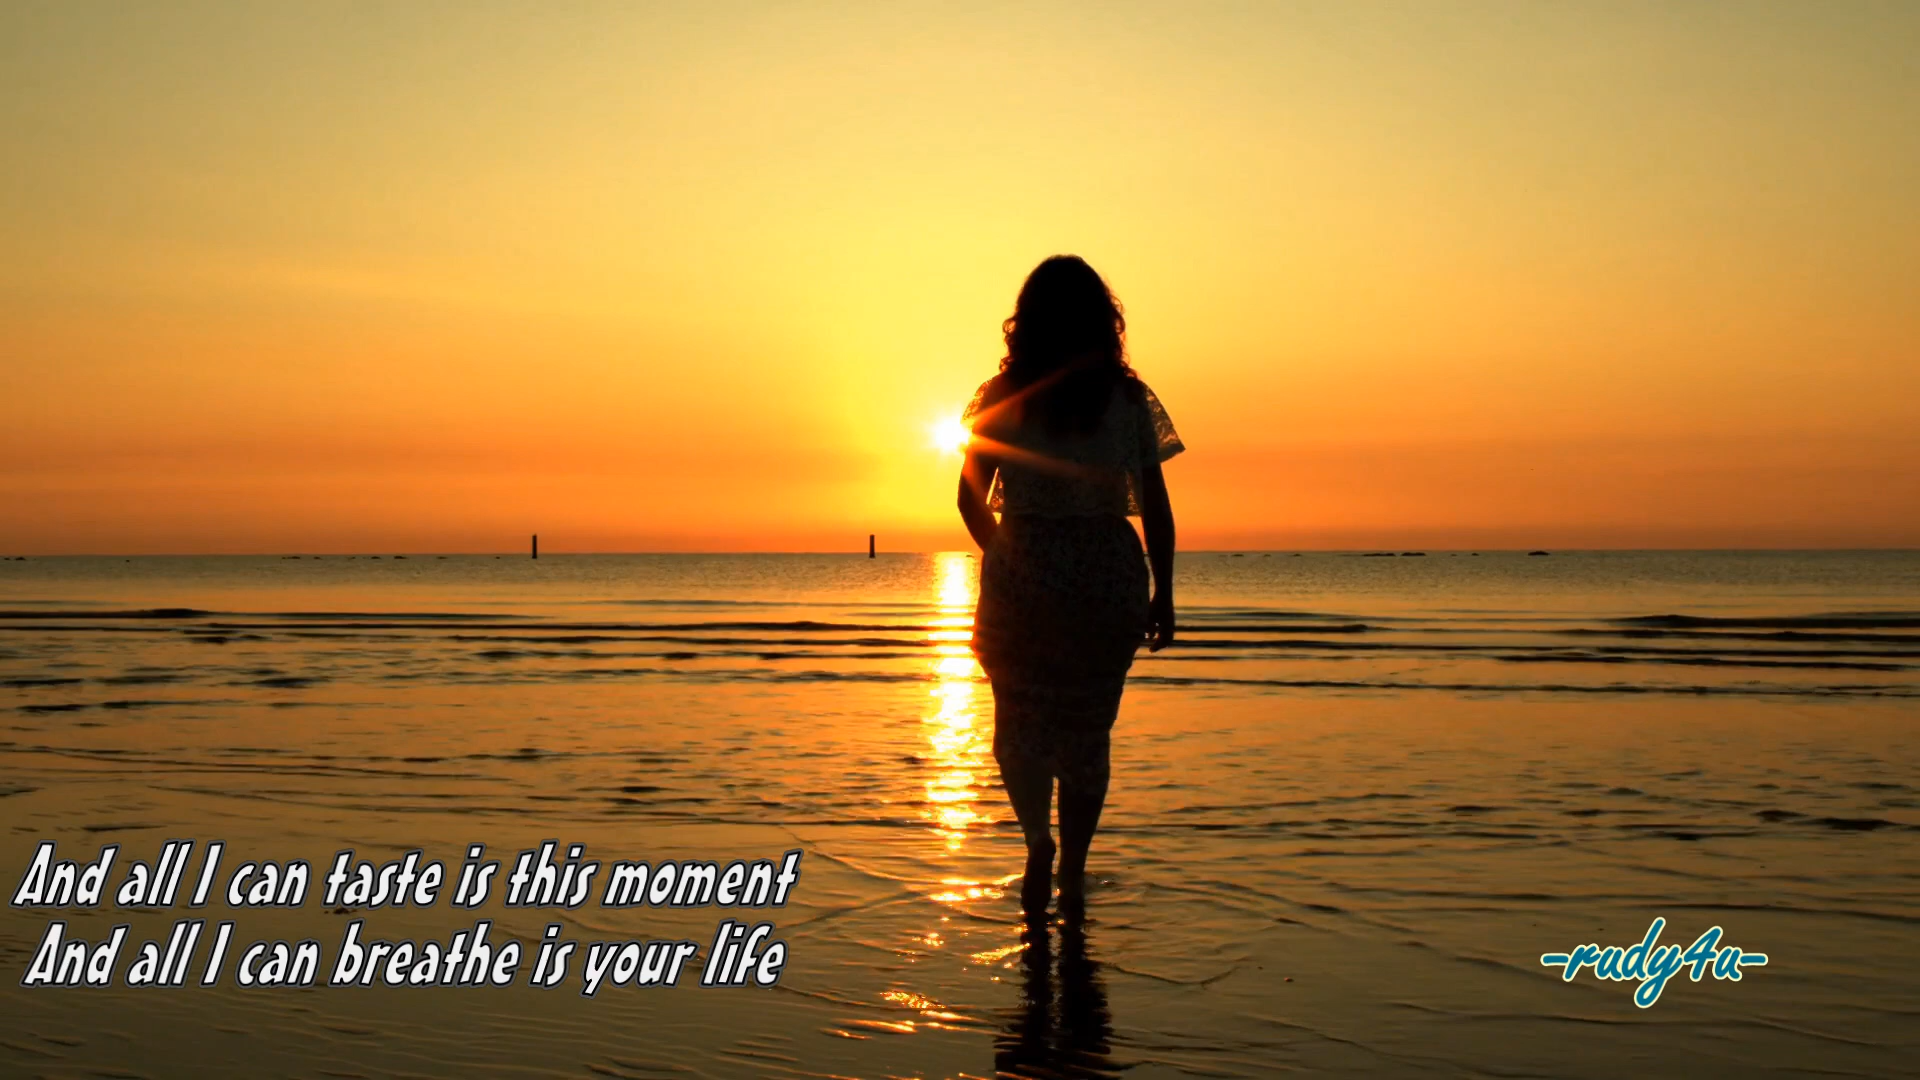 And all I can taste is this moment
And all I can breathe is your life
-rudy4u-